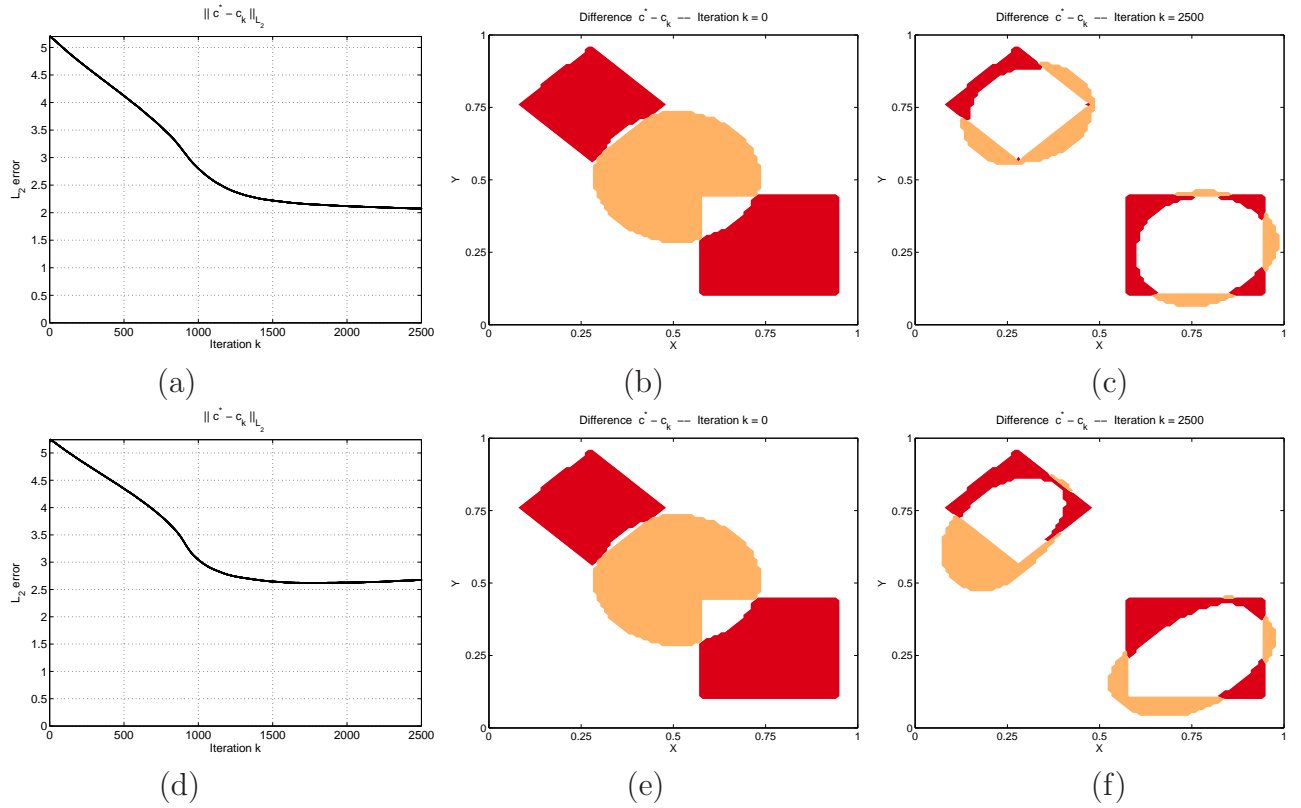 || c* − c_k ||_{L_2}
L_2 error
5
4.5
4
3.5
3
2.5
2
1.5
1
0.5
0
0 500 1000 1500 2000 2500
Iteration k
(a)
Difference c* − c_k −− Iteration k = 0
Y
1
0.75
0.5
0.25
0
0 0.25 0.5 0.75 1
X
(b)
Difference c* − c_k −− Iteration k = 2500
Y
1
0.75
0.5
0.25
0
0 0.25 0.5 0.75 1
X
(c)
|| c* − c_k ||_{L_2}
L_2 error
5
4.5
4
3.5
3
2.5
2
1.5
1
0.5
0
0 500 1000 1500 2000 2500
Iteration k
(d)
Difference c* − c_k −− Iteration k = 0
Y
1
0.75
0.5
0.25
0
0 0.25 0.5 0.75 1
X
(e)
Difference c* − c_k −− Iteration k = 2500
Y
1
0.75
0.5
0.25
0
0 0.25 0.5 0.75 1
X
(f)